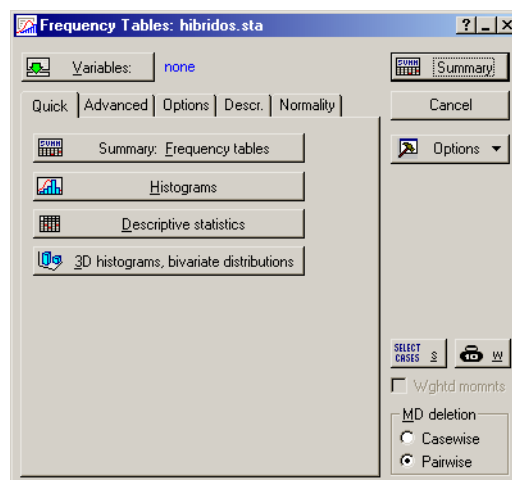 Frequency Tables: hibridos.sta
Variables: none
Summary
Quick Advanced Options Descr. Normality
Cancel
SUMM Summary: Frequency tables
Options
Histograms
Descriptive statistics
3D histograms, bivariate distributions
SELECT CASES S W
Wghtd momnts
MD deletion
Casewise
Pairwise